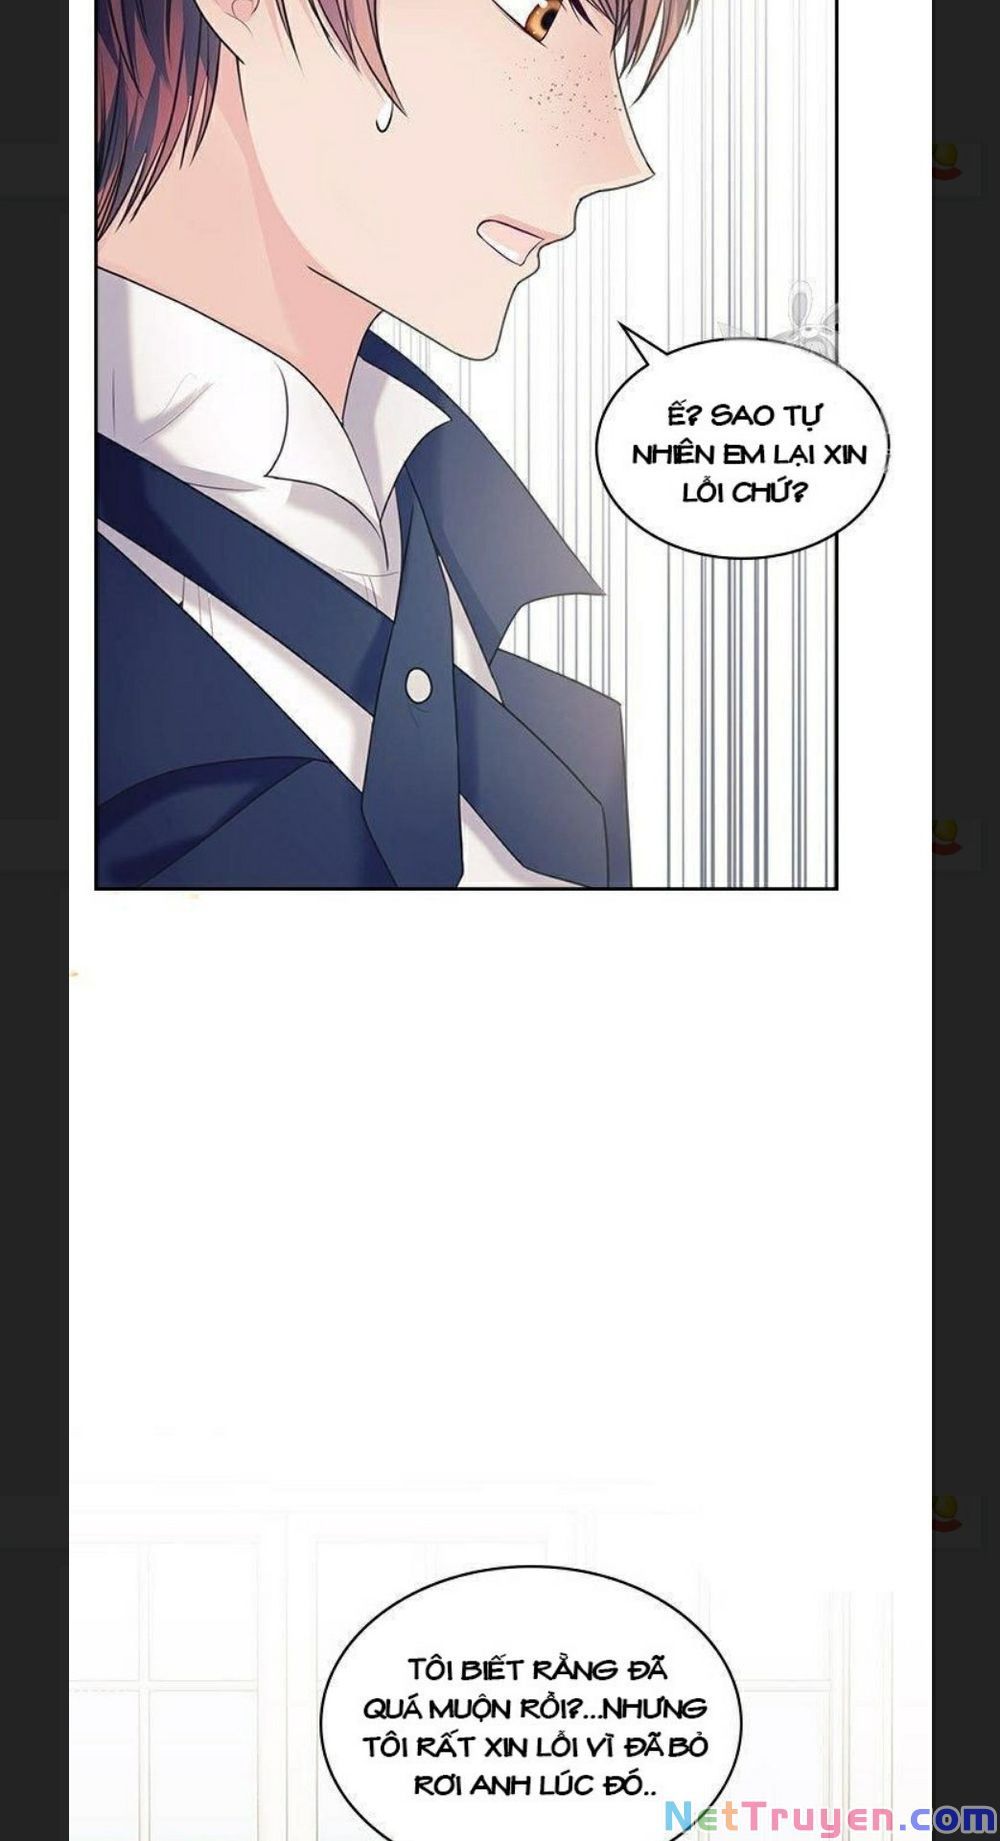 Ế? SAO TỰ
NHIÊN EM LẠI XIN
LỖI CHỨ?
TÔI BIẾT RẰNG ĐÃ
QUÁ MUỘN RỒI?...NHƯNG
TÔI RẤT XIN LỖI VÌ ĐÃ BỎ
RƠI ANH LÚC ĐÓ..
NetTruyen.com